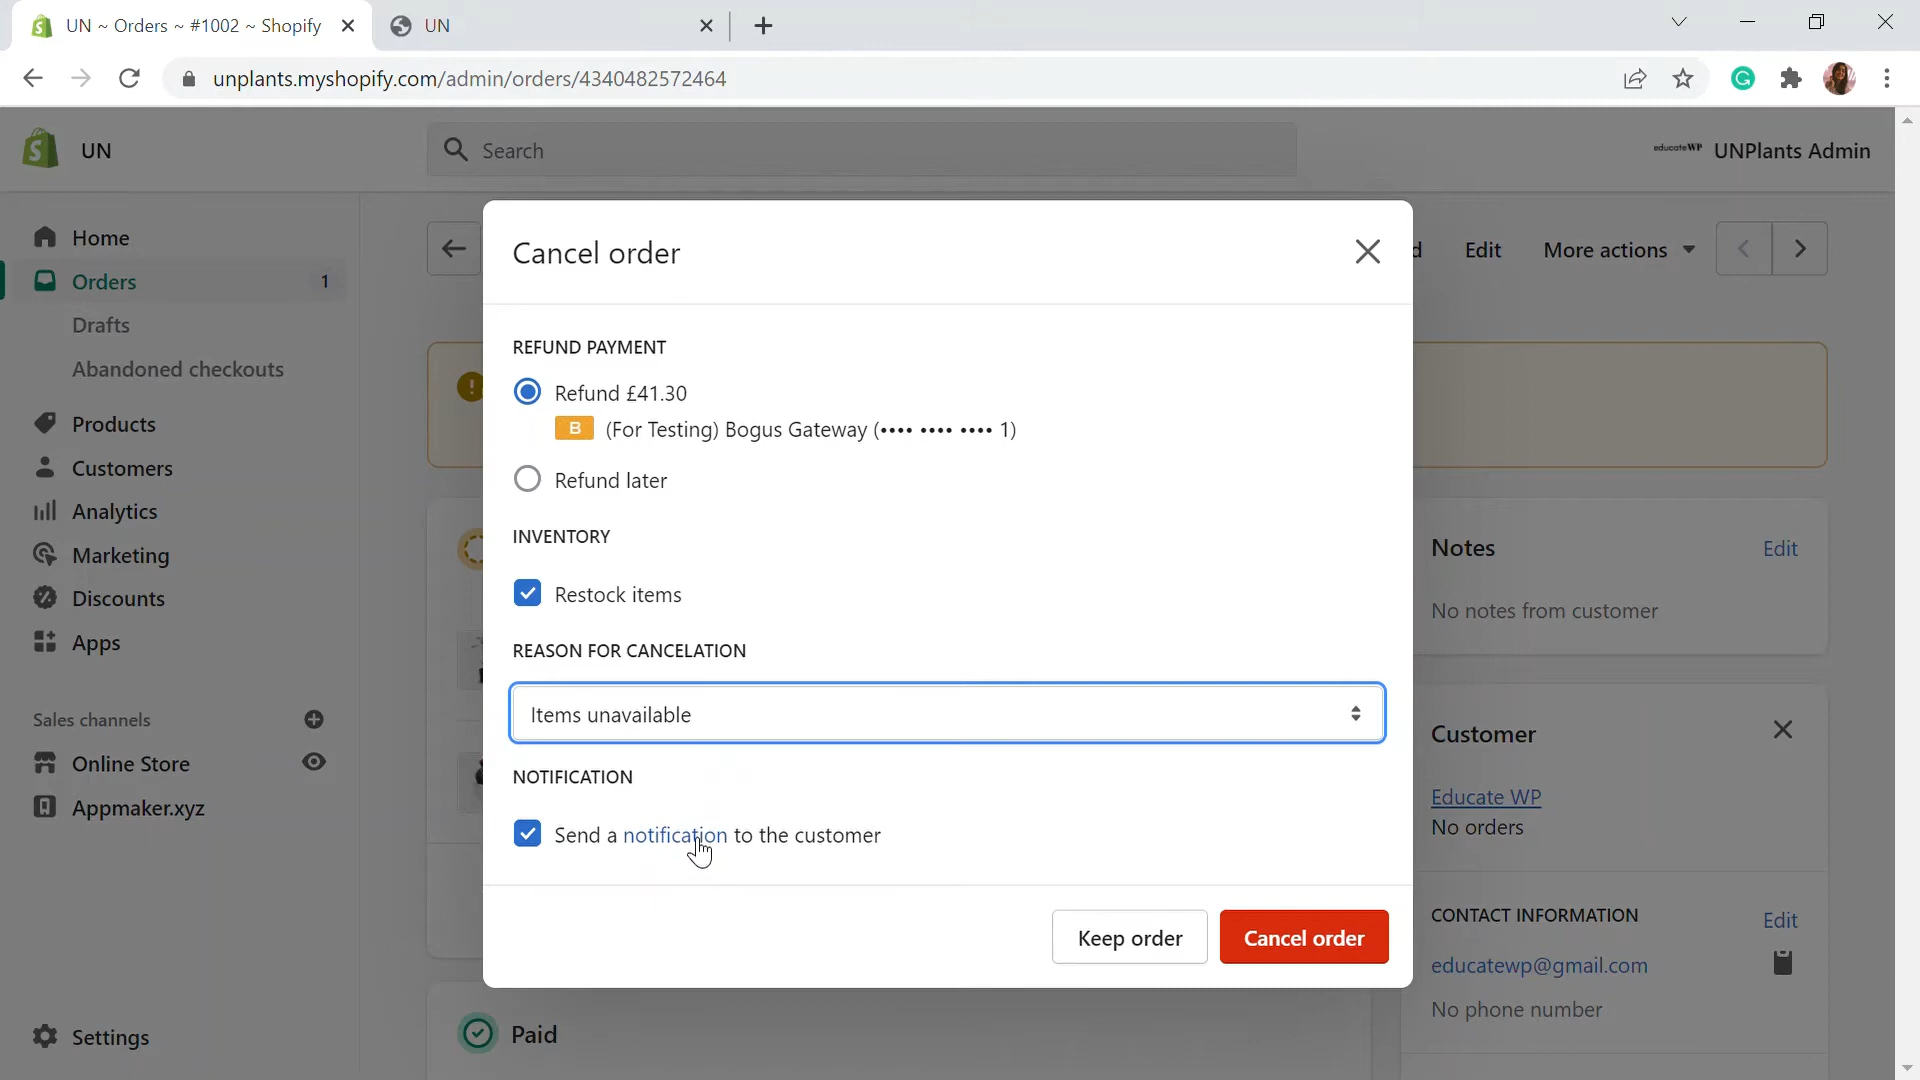 UN ~ Orders ~ #1002 ~ Shopify
UN
unplants.myshopify.com/admin/orders/4340482572464
UN
Search
educateWP
UNPlants Admin
Home
Orders 1
Drafts
Abandoned checkouts
Products
Customers
Analytics
Marketing
Discounts
Apps
Sales channels
Online Store
Appmaker.xyz
Settings
d
Edit
More actions
Cancel order
REFUND PAYMENT
Refund £41.30
B (For Testing) Bogus Gateway (•••• •••• •••• 1)
Refund later
INVENTORY
Restock items
REASON FOR CANCELATION
Items unavailable
NOTIFICATION
Send a notification to the customer
Keep order
Cancel order
Paid
Notes
Edit
No notes from customer
Customer
Educate WP
No orders
CONTACT INFORMATION
Edit
educatewp@gmail.com
No phone number